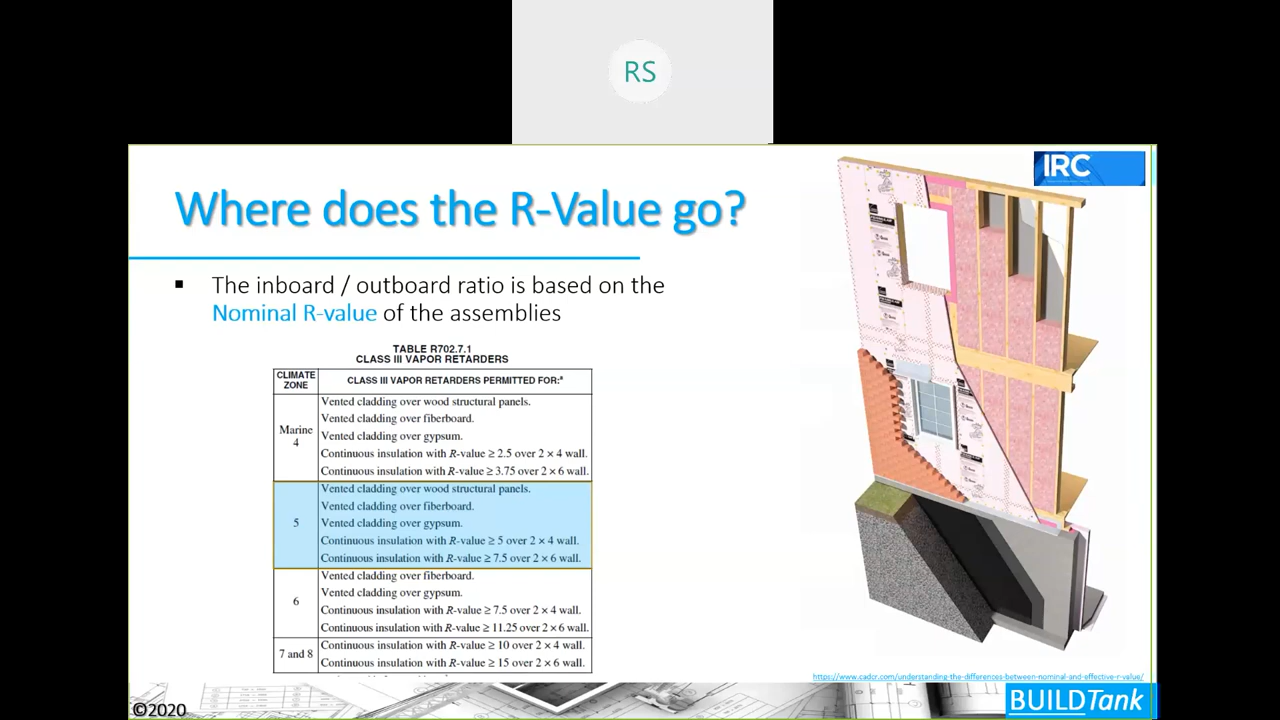 RS
IRC
Where does the R-Value go?
▪ The inboard / outboard ratio is based on the
Nominal R-value of the assemblies
TABLE R702.7.1
CLASS III VAPOR RETARDERS
CLIMATE ZONE CLASS III VAPOR RETARDERS PERMITTED FOR:a
Marine 4
Vented cladding over wood structural panels.
Vented cladding over fiberboard.
Vented cladding over gypsum.
Continuous insulation with R-value ≥ 2.5 over 2 × 4 wall.
Continuous insulation with R-value ≥ 3.75 over 2 × 6 wall.
5
Vented cladding over wood structural panels.
Vented cladding over fiberboard.
Vented cladding over gypsum.
Continuous insulation with R-value ≥ 5 over 2 × 4 wall.
Continuous insulation with R-value ≥ 7.5 over 2 × 6 wall.
6
Vented cladding over fiberboard.
Vented cladding over gypsum.
Continuous insulation with R-value ≥ 7.5 over 2 × 4 wall.
Continuous insulation with R-value ≥ 11.25 over 2 × 6 wall.
7 and 8
Continuous insulation with R-value ≥ 10 over 2 × 4 wall.
Continuous insulation with R-value ≥ 15 over 2 × 6 wall.
https://www.cadcr.com/understanding-the-differences-between-nominal-and-effective-r-value/
©2020
BUILDTank